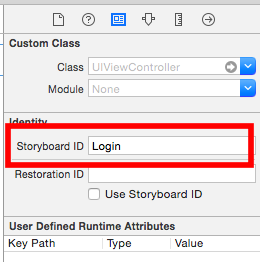 Custom Class
Class UIViewController
Module None
Identity
Storyboard ID Login
Restoration ID
Use Storyboard ID
User Defined Runtime Attributes
Key Path Type Value